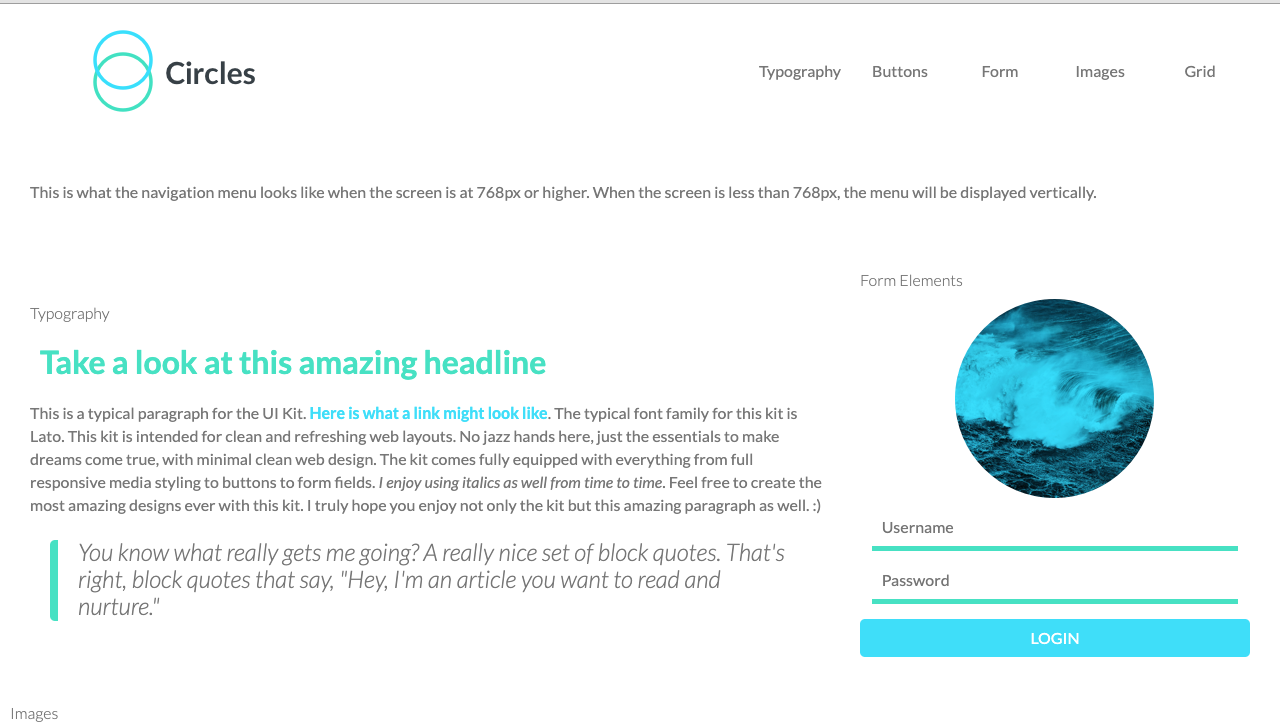 Circles
Typography Buttons Form Images Grid
This is what the navigation menu looks like when the screen is at 768px or higher. When the screen is less than 768px, the menu will be displayed vertically.
Typography
Take a look at this amazing headline
This is a typical paragraph for the UI Kit. Here is what a link might look like. The typical font family for this kit is
Lato. This kit is intended for clean and refreshing web layouts. No jazz hands here, just the essentials to make
dreams come true, with minimal clean web design. The kit comes fully equipped with everything from full
responsive media styling to buttons to form fields. I enjoy using italics as well from time to time. Feel free to create the
most amazing designs ever with this kit. I truly hope you enjoy not only the kit but this amazing paragraph as well. :)
You know what really gets me going? A really nice set of block quotes. That's
right, block quotes that say, "Hey, I'm an article you want to read and
nurture."
Form Elements
Username
Password
LOGIN
Images